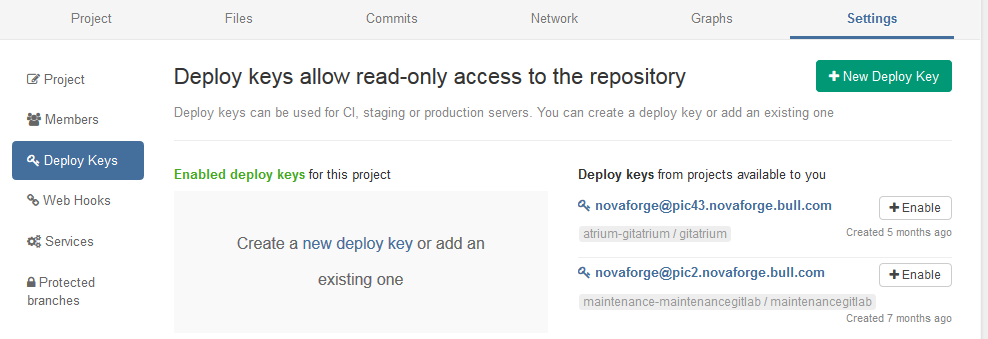 Project Files Commits Network Graphs Settings
Project
Members
Deploy Keys
Web Hooks
Services
Protected
branches
Deploy keys allow read-only access to the repository
New Deploy Key
Deploy keys can be used for CI, staging or production servers. You can create a deploy key or add an existing one
Enabled deploy keys for this project
Create a new deploy key or add an
existing one
Deploy keys from projects available to you
novaforge@pic43.novaforge.bull.com
Enable
atrium-gitatrium / gitatrium
Created 5 months ago
novaforge@pic2.novaforge.bull.com
Enable
maintenance-maintenancegitlab / maintenancegitlab
Created 7 months ago